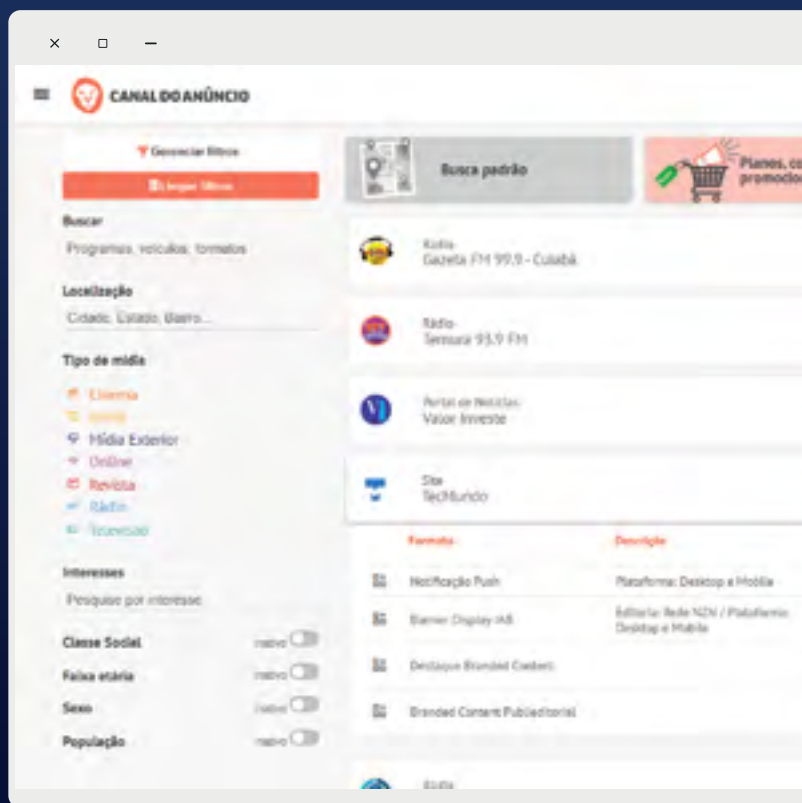 CANAL DO ANÚNCIO
Gerenciar filtros
Limpar filtros
Buscar
Programas, veículos, formatos
Localização
Cidade, Estado, Bairro...
Tipo de mídia
Cinema
Mídia Exterior
Online
Revista
Rádio
Televisão
Interesses
Pesquise por interesse
Classe Social inativo
Faixa etária inativo
Sexo inativo
População inativo
Busca padrão
Planos, co
promocio
Rádio
Gazeta FM 99.9 - Cuiabá
Rádio
Ternura 93.9 FM
Portal de Notícias
Valor Investe
Site
TecMundo
Formato Descrição
Notificação Push Plataforma: Desktop e Mobile
Banner Display IAB Editoria: Rede NZN / Plataforma:
Desktop e Mobile
Destaque Branded Content
Branded Content Publieditorial
Rádio